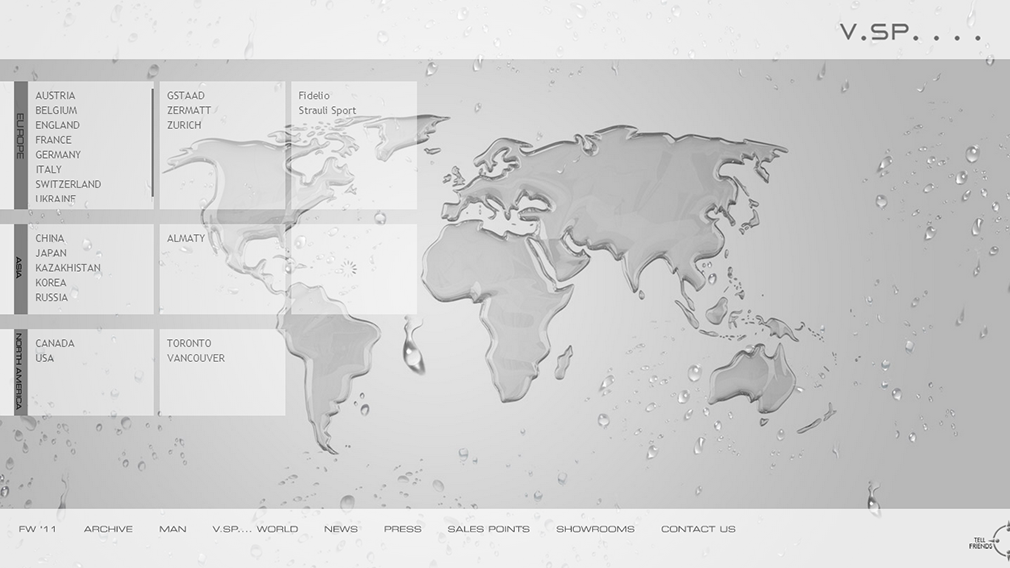 V.SP. . . .
EUROPE
AUSTRIA
BELGIUM
ENGLAND
FRANCE
GERMANY
ITALY
SWITZERLAND
UKRAINE
GSTAAD
ZERMATT
ZURICH
Fidelio
Strauli Sport
ASIA
CHINA
JAPAN
KAZAKHISTAN
KOREA
RUSSIA
ALMATY
NORTH AMERICA
CANADA
USA
TORONTO
VANCOUVER
FW '11 ARCHIVE MAN V.SP.... WORLD NEWS PRESS SALES POINTS SHOWROOMS CONTACT US
TELL
FRIENDS